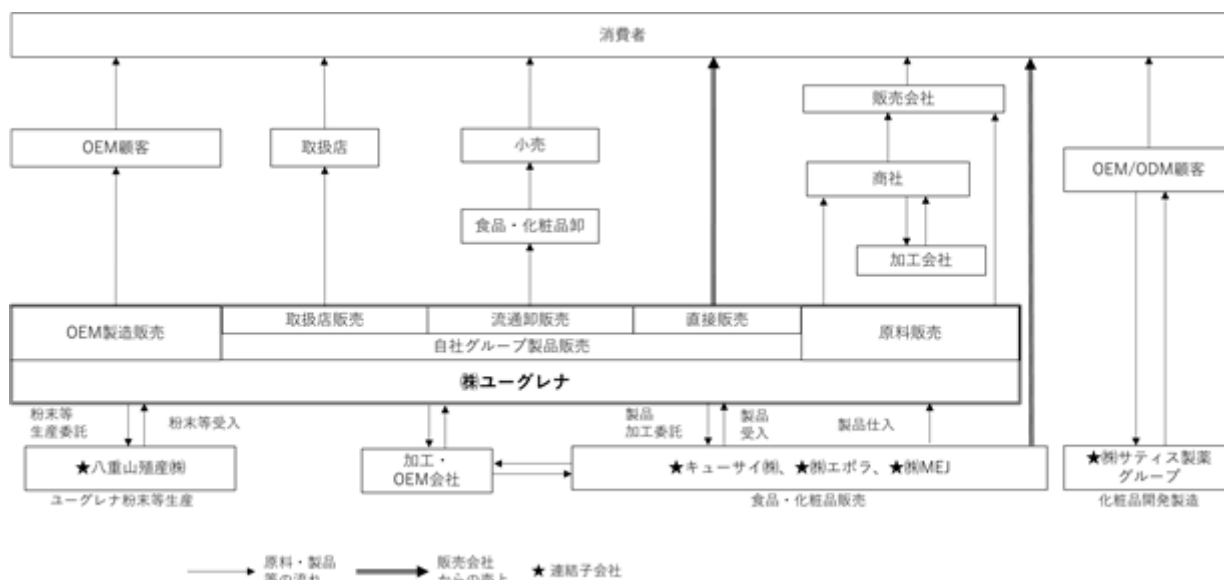 消費者
販売会社
OEM顧客
取扱店
小売
商社
OEM/ODM顧客
食品・化粧品卸
加工会社
OEM製造販売
取扱店販売
流通卸販売
直接販売
原料販売
自社グループ製品販売
㈱ユーグレナ
粉末等
生産委託
粉末等受入
製品
加工委託
製品
受入
製品仕入
★八重山殖産㈱
ユーグレナ粉末等生産
加工・
OEM会社
★キューサイ㈱、★㈱エポラ、★㈱MEJ
食品・化粧品販売
★㈱サティス製薬
グループ
化粧品開発製造
原料・製品
等の流れ
販売会社
からの売上
★ 連結子会社